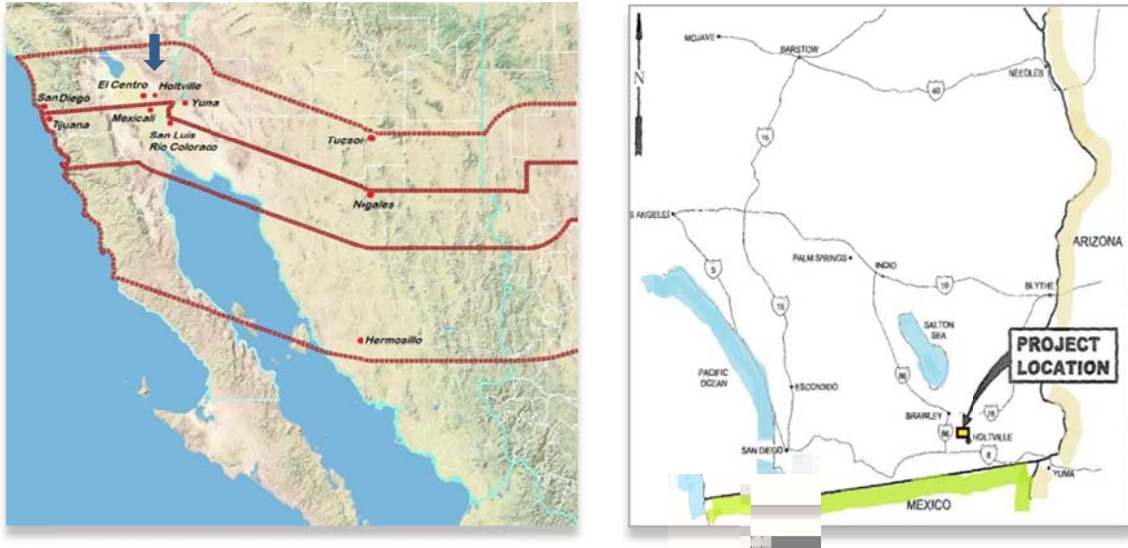 El Centro
Holtville
San Diego
Yuma
Mexicali
Tijuana
San Luis
Rio Coloraco
Tucsor
Nigales
Hermosillo
MOJAVE
BARSTOW
NEEDLES
40
15
N
S ANGELES
ARIZONA
PALM SPRINGS
INDIO
5
10
BLYTHE
15
SALTON
SEA
PROJECT
LOCATION
PACIFIC
OCEAN
86
ESCONDIDO
BRAWLEY
78
86
HOLTVILLE
SAN DIEGO
8
YUMA
MEXICO